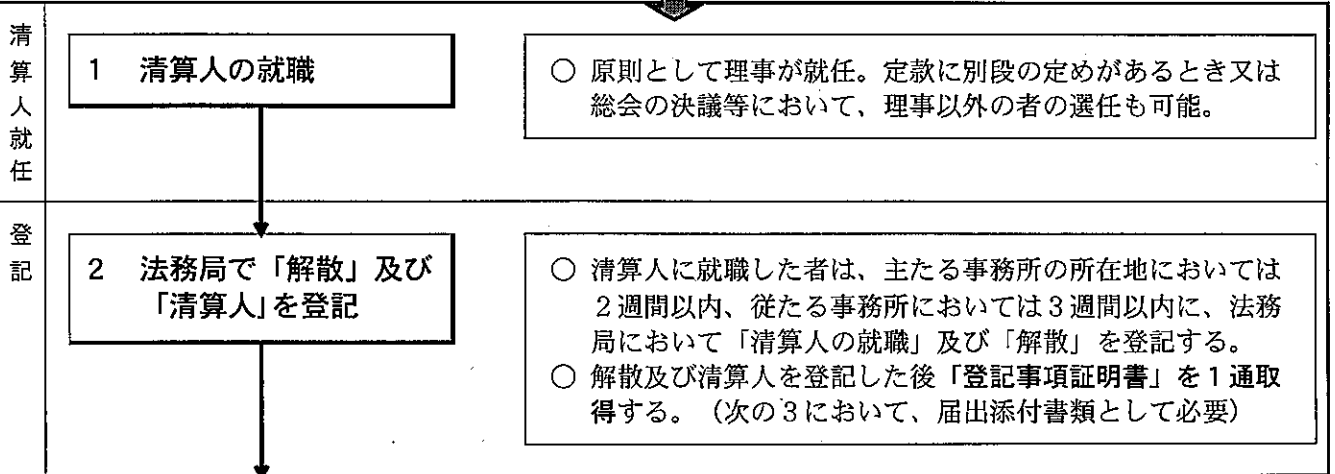 清算人就任
1 清算人の就職
○ 原則として理事が就任。定款に別段の定めがあるとき又は
総会の決議等において、理事以外の者の選任も可能。
登記
2 法務局で「解散」及び
「清算人」を登記
○ 清算人に就職した者は、主たる事務所の所在地においては
2週間以内、従たる事務所においては3週間以内に、法務
局において「清算人の就職」及び「解散」を登記する。
○ 解散及び清算人を登記した後「登記事項証明書」を1通取
得する。(次の3において、届出添付書類として必要)